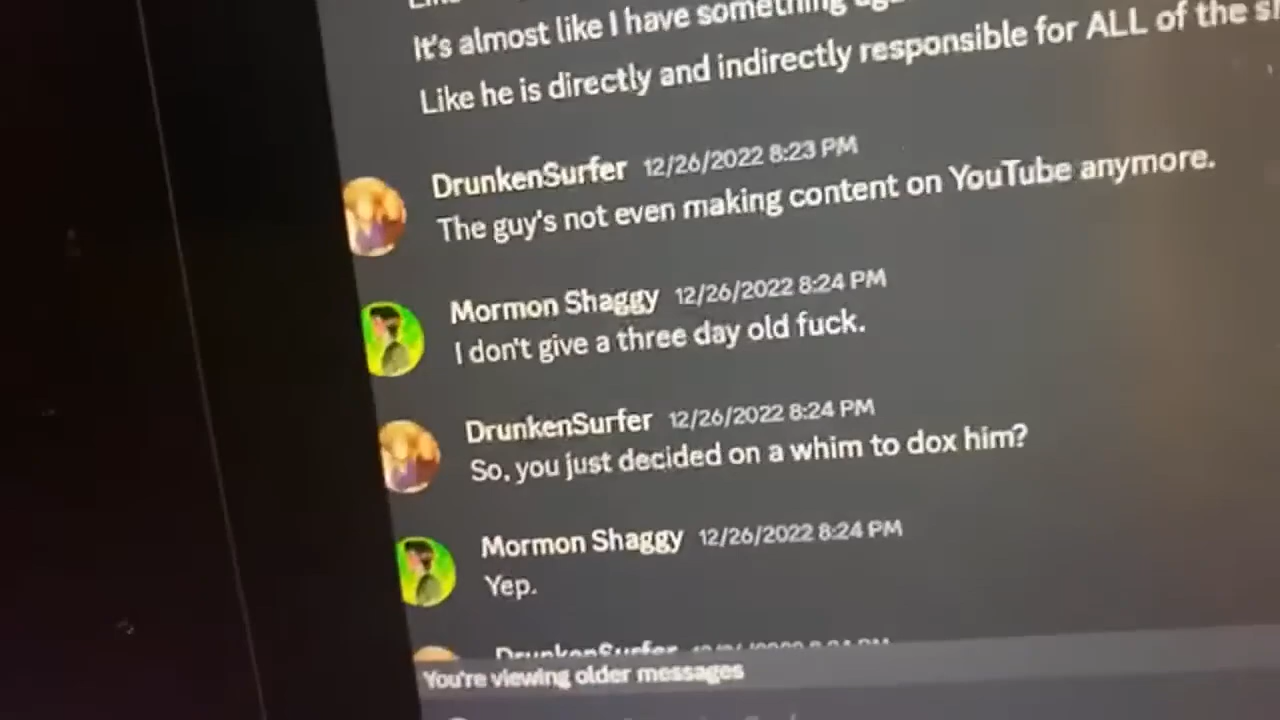 It's almost like I have something
Like he is directly and indirectly responsible for ALL of the
DrunkenSurfer 12/26/2022 8:23 PM
The guy's not even making content on YouTube anymore.
Mormon Shaggy 12/26/2022 8:24 PM
I don't give a three day old fuck.
DrunkenSurfer 12/26/2022 8:24 PM
So, you just decided on a whim to dox him?
Mormon Shaggy 12/26/2022 8:24 PM
Yep.
DrunkenSurfer
You're viewing older messages